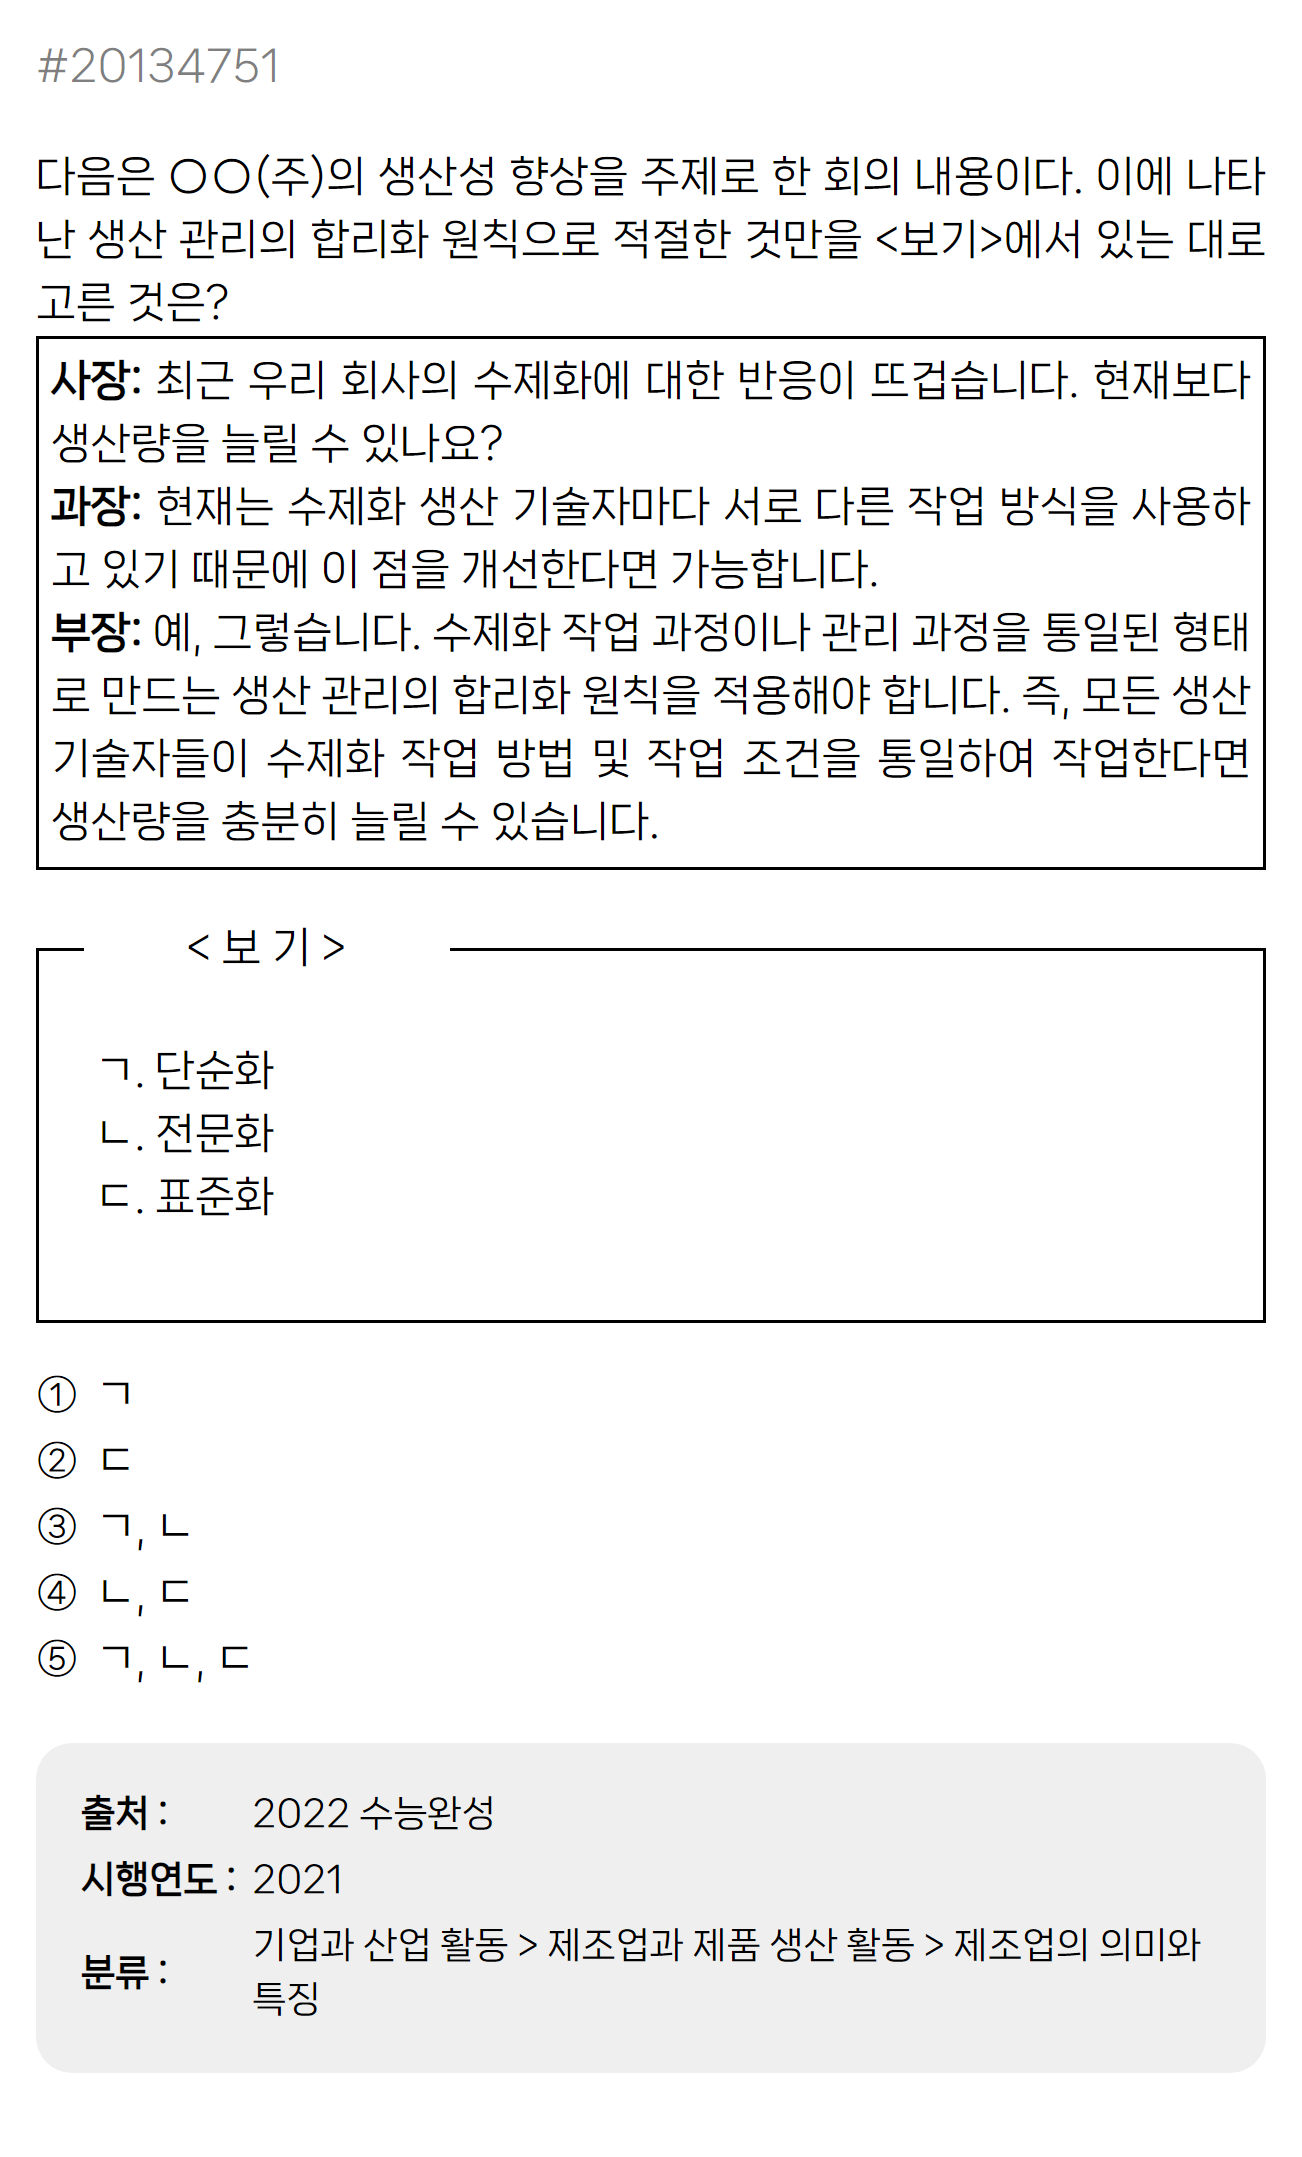 #20134751
다음은 〇〇(주)의 생산성 향상을 주제로 한 회의 내용이다. 이에 나타
난 생산 관리의 합리화 원칙으로 적절한 것만을 <보기>에서 있는 대로
고른 것은?
사장: 최근 우리 회사의 수제화에 대한 반응이 뜨겁습니다. 현재보다
생산량을 늘릴 수 있나요?
과장: 현재는 수제화 생산 기술자마다 서로 다른 작업 방식을 사용하
고 있기 때문에 이 점을 개선한다면 가능합니다.
부장: 예, 그렇습니다. 수제화 작업 과정이나 관리 과정을 통일된 형태
로 만드는 생산 관리의 합리화 원칙을 적용해야 합니다. 즉, 모든 생산
기술자들이 수제화 작업 방법 및 작업 조건을 통일하여 작업한다면
생산량을 충분히 늘릴 수 있습니다.
< 보 기 >
ㄱ. 단순화
ㄴ. 전문화
ㄷ. 표준화
① ㄱ
② ㄷ
③ ㄱ, ㄴ
④ ㄴ, ㄷ
⑤ ㄱ, ㄴ, ㄷ
출처 : 2022 수능완성
시행연도 : 2021
분류 : 기업과 산업 활동 > 제조업과 제품 생산 활동 > 제조업의 의미와
특징